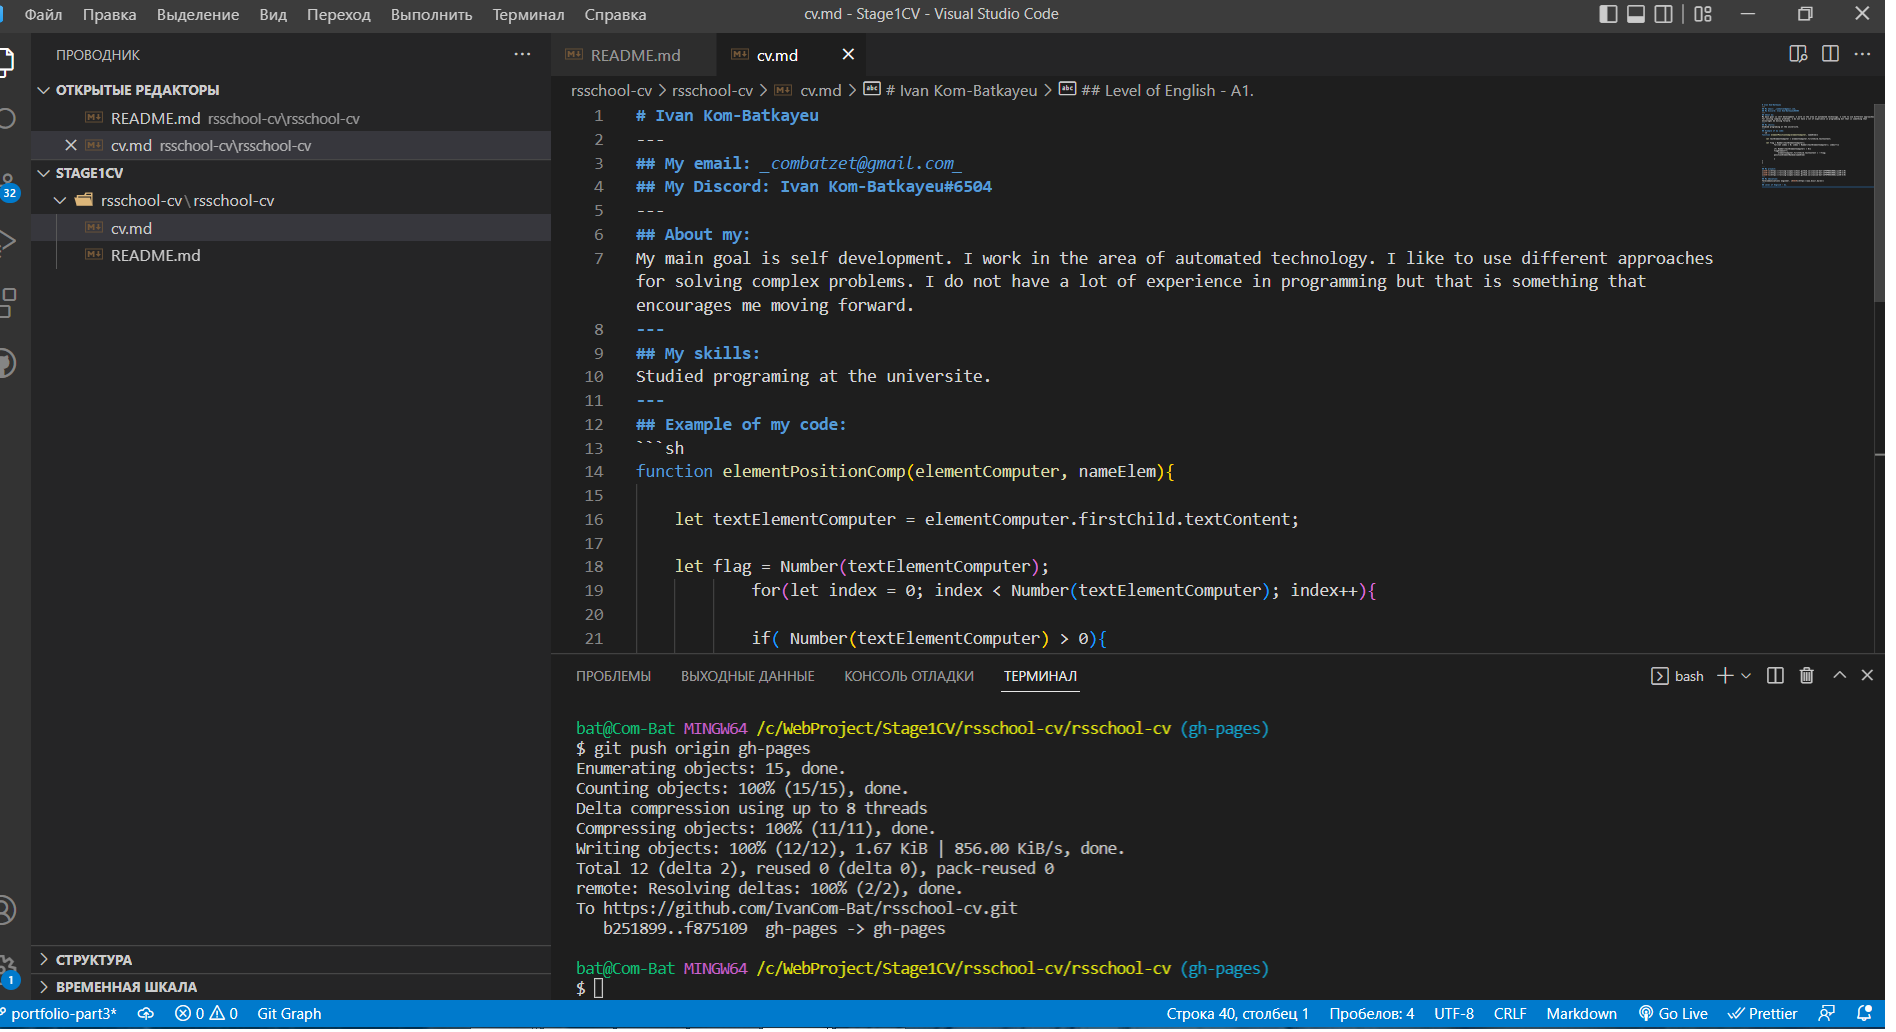 Файл Правка Выделение Вид Переход Выполнить Терминал Справка cv.md - Stage1CV - Visual Studio Code
ПРОВОДНИК
README.md cv.md
ОТКРЫТЫЕ РЕДАКТОРЫ
README.md rsschool-cv\rsschool-cv
cv.md rsschool-cv\rsschool-cv
STAGE1CV
rsschool-cv\rsschool-cv
cv.md
README.md
32
СТРУКТУРА
ВРЕМЕННАЯ ШКАЛА
1
rsschool-cv > rsschool-cv > cv.md > # Ivan Kom-Batkayeu > ## Level of English - A1.
1 # Ivan Kom-Batkayeu
2 ---
3 ## My email: _combatzet@gmail.com_
4 ## My Discord: Ivan Kom-Batkayeu#6504
5 ---
6 ## About my:
7 My main goal is self development. I work in the area of automated technology. I like to use different approaches
for solving complex problems. I do not have a lot of experience in programming but that is something that
encourages me moving forward.
8 ---
9 ## My skills:
10 Studied programing at the universite.
11 ---
12 ## Example of my code:
13 ```sh
14 function elementPositionComp(elementComputer, nameElem){
15
16 let textElementComputer = elementComputer.firstChild.textContent;
17
18 let flag = Number(textElementComputer);
19 for(let index = 0; index < Number(textElementComputer); index++){
20
21 if( Number(textElementComputer) > 0){
ПРОБЛЕМЫ ВЫХОДНЫЕ ДАННЫЕ КОНСОЛЬ ОТЛАДКИ ТЕРМИНАЛ bash
bat@Com-Bat MINGW64 /c/WebProject/Stage1CV/rsschool-cv/rsschool-cv (gh-pages)
$ git push origin gh-pages
Enumerating objects: 15, done.
Counting objects: 100% (15/15), done.
Delta compression using up to 8 threads
Compressing objects: 100% (11/11), done.
Writing objects: 100% (12/12), 1.67 KiB | 856.00 KiB/s, done.
Total 12 (delta 2), reused 0 (delta 0), pack-reused 0
remote: Resolving deltas: 100% (2/2), done.
To https://github.com/IvanCom-Bat/rsschool-cv.git
b251899..f875109 gh-pages -> gh-pages
bat@Com-Bat MINGW64 /c/WebProject/Stage1CV/rsschool-cv/rsschool-cv (gh-pages)
$
portfolio-part3* 0 0 Git Graph Строка 40, столбец 1 Пробелов: 4 UTF-8 CRLF Markdown Go Live Prettier